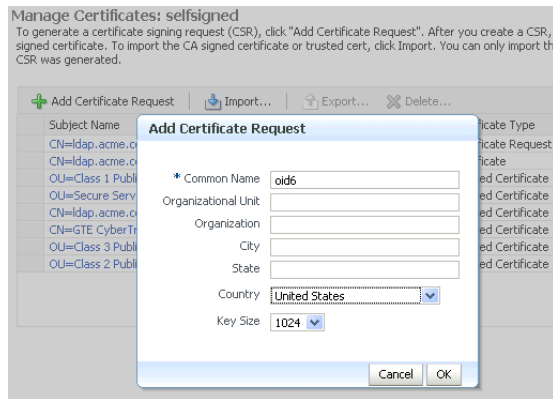 Manage Certificates: selfsigned
To generate a certificate signing request (CSR), click "Add Certificate Request". After you create a CSR,
signed certificate. To import the CA signed certificate or trusted cert, click Import. You can only import th
CSR was generated.
Add Certificate Request Import... Export... Delete...
Subject Name ficate Type
CN=ldap.acme.co ficate Request
CN=ldap.acme.co ficate
OU=Class 1 Publi ed Certificate
OU=Secure Serv ed Certificate
CN=ldap.acme.co ed Certificate
CN=GTE CyberTr ed Certificate
OU=Class 3 Publi ed Certificate
OU=Class 2 Publi ed Certificate
Add Certificate Request
* Common Name oid6
Organizational Unit
Organization
City
State
Country United States
Key Size 1024
Cancel OK